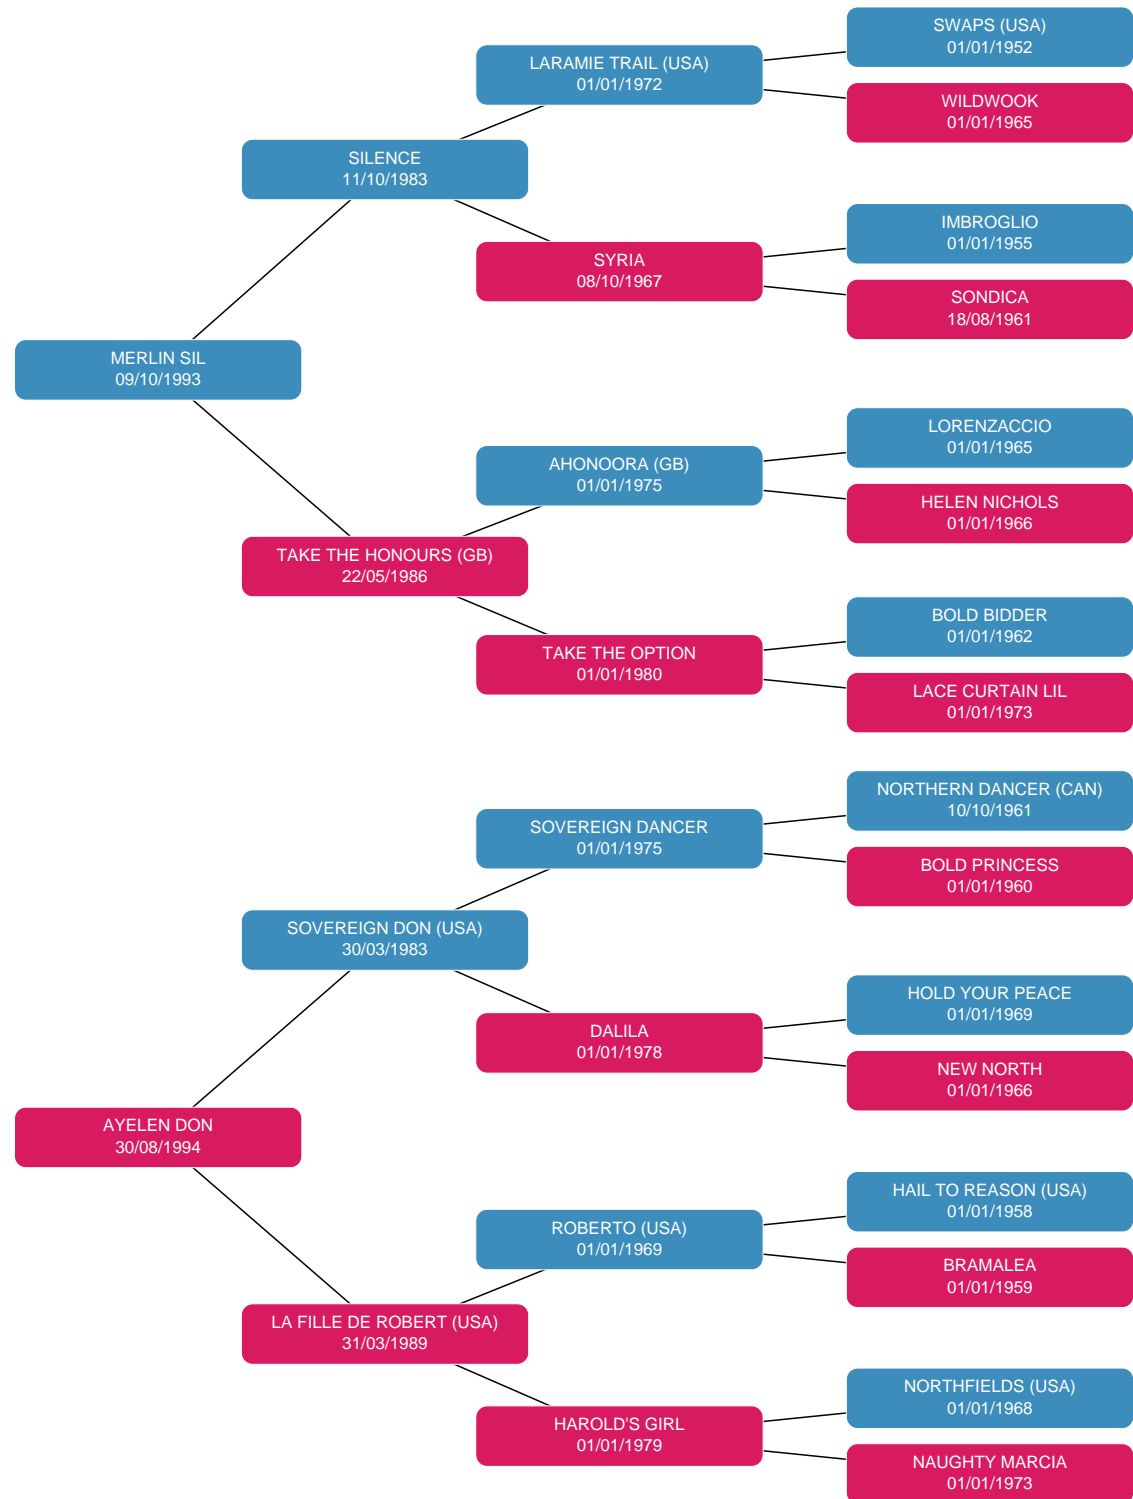 SWAPS (USA)
01/01/1952
LARAMIE TRAIL (USA)
01/01/1972
WILDWOOK
01/01/1965
SILENCE
11/10/1983
IMBROGLIO
01/01/1955
SYRIA
08/10/1967
SONDICA
18/08/1961
MERLIN SIL
09/10/1993
LORENZACCIO
01/01/1965
AHONOORA (GB)
01/01/1975
HELEN NICHOLS
01/01/1966
TAKE THE HONOURS (GB)
22/05/1986
BOLD BIDDER
01/01/1962
TAKE THE OPTION
01/01/1980
LACE CURTAIN LIL
01/01/1973
NORTHERN DANCER (CAN)
10/10/1961
SOVEREIGN DANCER
01/01/1975
BOLD PRINCESS
01/01/1960
SOVEREIGN DON (USA)
30/03/1983
HOLD YOUR PEACE
01/01/1969
DALILA
01/01/1978
NEW NORTH
01/01/1966
AYELEN DON
30/08/1994
HAIL TO REASON (USA)
01/01/1958
ROBERTO (USA)
01/01/1969
BRAMALEA
01/01/1959
LA FILLE DE ROBERT (USA)
31/03/1989
NORTHFIELDS (USA)
01/01/1968
HAROLD'S GIRL
01/01/1979
NAUGHTY MARCIA
01/01/1973